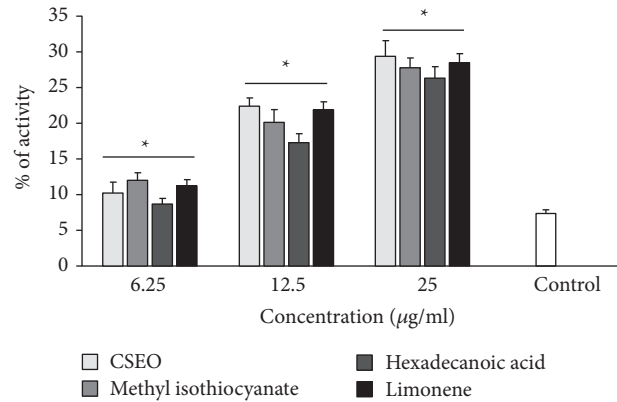 35
30
25
20
15
10
5
0
% of activity
*
*
*
6.25 12.5 25 Control
Concentration (μg/ml)
CSEO
Methyl isothiocyanate
Hexadecanoic acid
Limonene